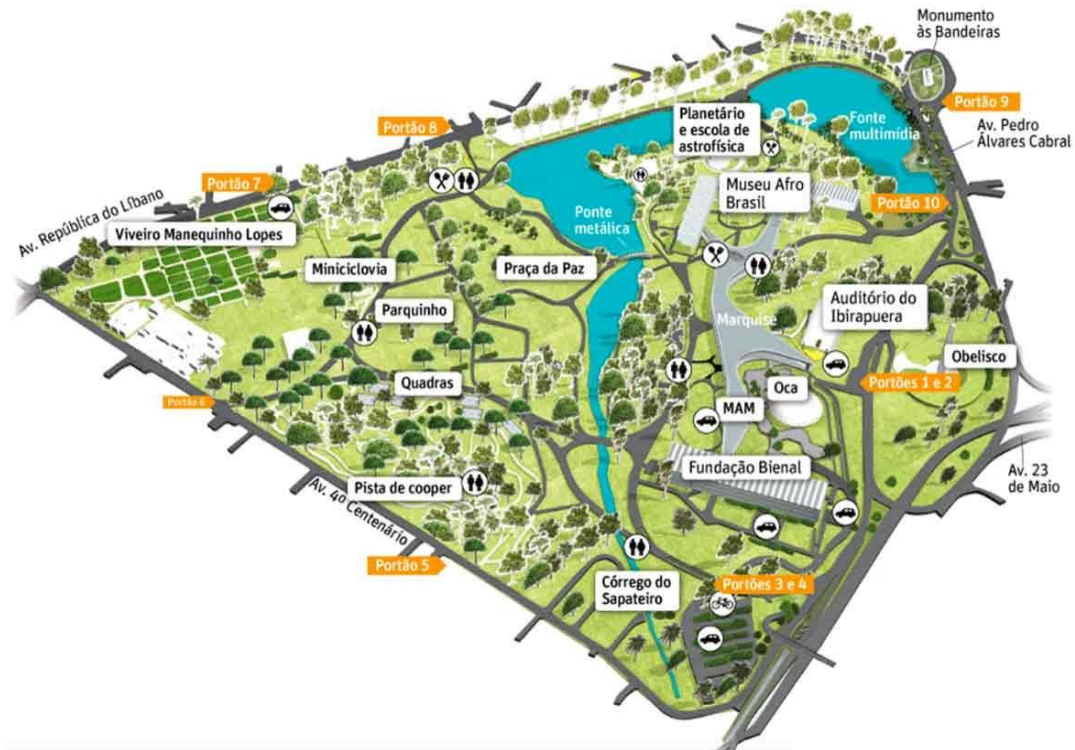 Monumento
às Bandeiras
Portão 9
Av. Pedro
Álvares Cabral
Portão 8
Planetário
e escola de
astrofísica
Fonte
multimídia
Portão 7
Museu Afro
Brasil
Portão 10
Av. República do Líbano
Viveiro Manequinho Lopes
Ponte
metálica
Miniciclovia
Praça da Paz
Parquinho
Auditório do
Ibirapuera
Marquise
Obelisco
Quadras
Portões 1 e 2
Oca
Portão 6
MAM
Fundação Bienal
Av. 23
de Maio
Pista de cooper
Av. 4º Centenário
Portão 5
Córrego do
Sapateiro
Portões 3 e 4